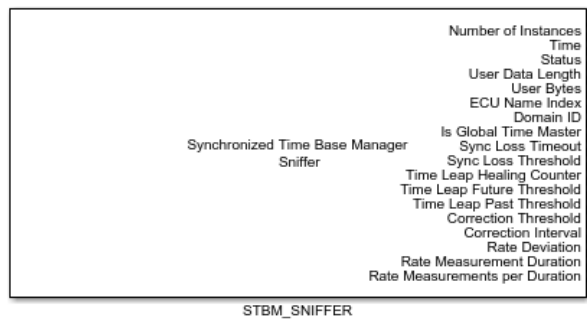 Number of Instances
Time
Status
User Data Length
User Bytes
ECU Name Index
Domain ID
Is Global Time Master
Synchronized Time Base Manager
Sniffer
Sync Loss Timeout
Sync Loss Threshold
Time Leap Healing Counter
Time Leap Future Threshold
Time Leap Past Threshold
Correction Threshold
Correction Interval
Rate Deviation
Rate Measurement Duration
Rate Measurements per Duration
STBM_SNIFFER